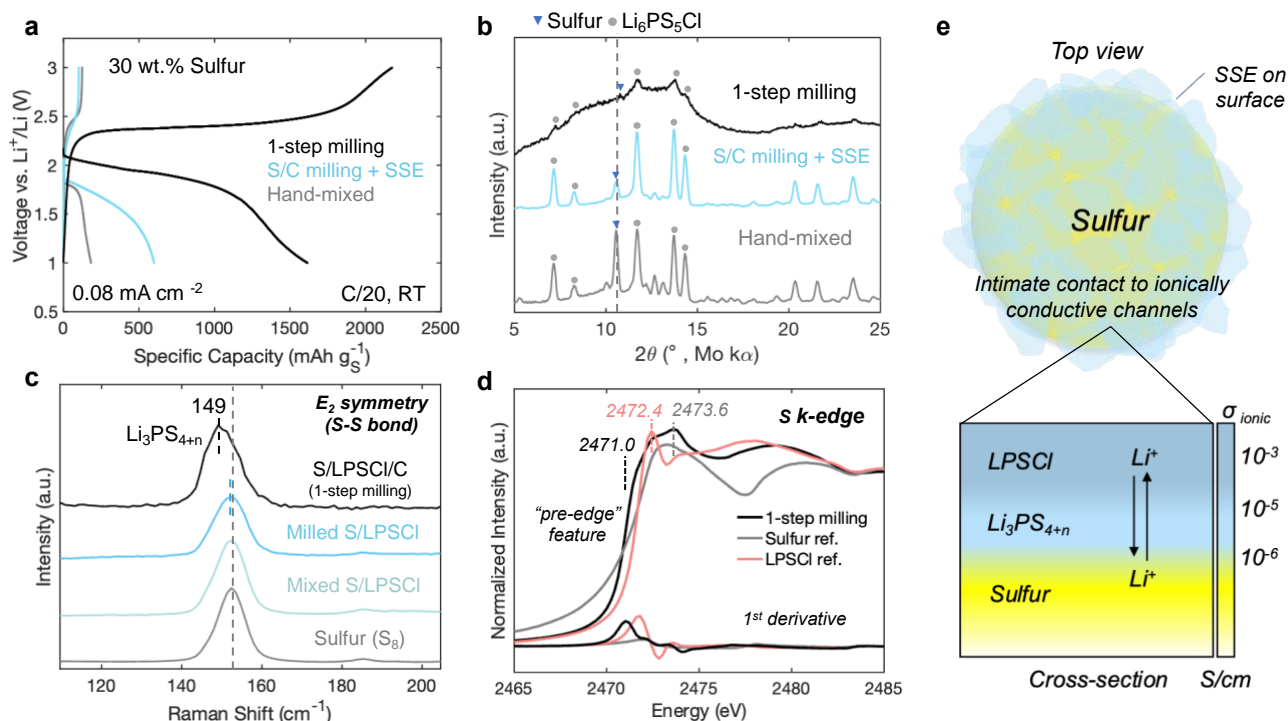 a
30 wt.% Sulfur
1-step milling
S/C milling + SSE
Hand-mixed
0.08 mA cm -2
C/20, RT
Voltage vs. Li+/Li (V)
3
2.5
2
1.5
1
0.5
0 500 1000 1500 2000 2500
Specific Capacity (mAh gS-1)
b
Sulfur Li6PS5Cl
1-step milling
S/C milling + SSE
Hand-mixed
Intensity (a.u.)
5 10 15 20 25
2θ (° , Mo kα)
c
149
Li3PS4+n
E2 symmetry
(S-S bond)
S/LPSCl/C
(1-step milling)
Milled S/LPSCl
Mixed S/LPSCl
Sulfur (S8)
Intensity (a.u.)
120 140 160 180 200
Raman Shift (cm-1)
d
2472.4 2473.6
S k-edge
2471.0
"pre-edge"
feature
1-step milling
Sulfur ref.
LPSCl ref.
1st derivative
Normalized Intensity (a.u.)
2465 2470 2475 2480 2485
Energy (eV)
e
Top view
SSE on
surface
Sulfur
Intimate contact to ionically
conductive channels
σ ionic
LPSCl
Li+
10-3
Li3PS4+n
10-5
10-6
Sulfur
Li+
Cross-section
S/cm